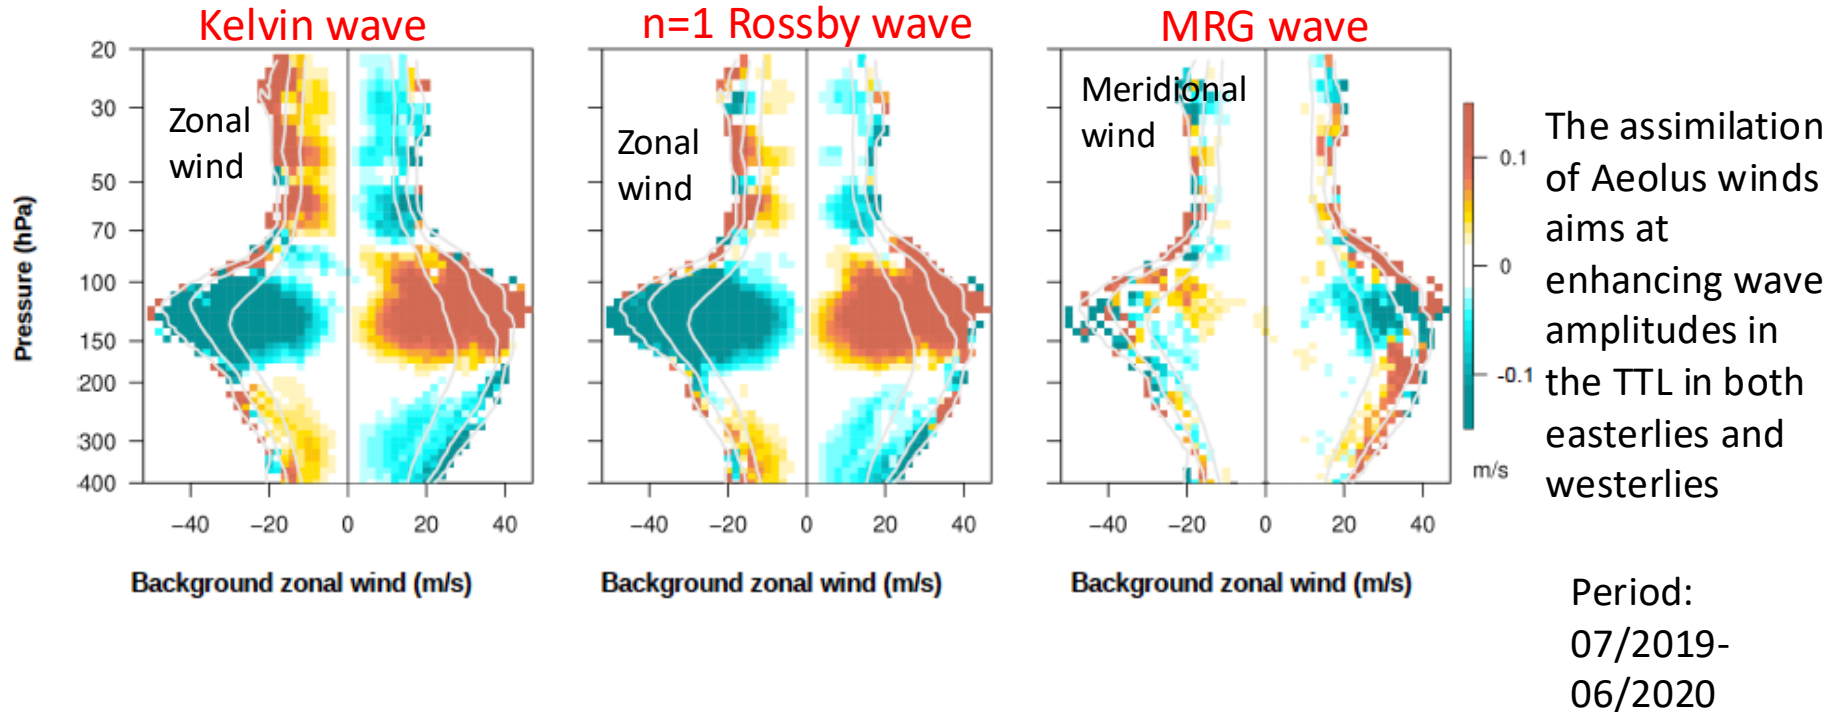 Kelvin wave
n=1 Rossby wave
MRG wave
20
30
50
70
100
150
200
300
400
Pressure (hPa)
Zonal
wind
Zonal
wind
Meridional
wind
−40 −20 0 20 40
−40 −20 0 20 40
−40 −20 0 20 40
Background zonal wind (m/s)
Background zonal wind (m/s)
Background zonal wind (m/s)
0.1
0
-0.1
m/s
The assimilation
of Aeolus winds
aims at
enhancing wave
amplitudes in
the TTL in both
easterlies and
westerlies
Period:
07/2019-
06/2020